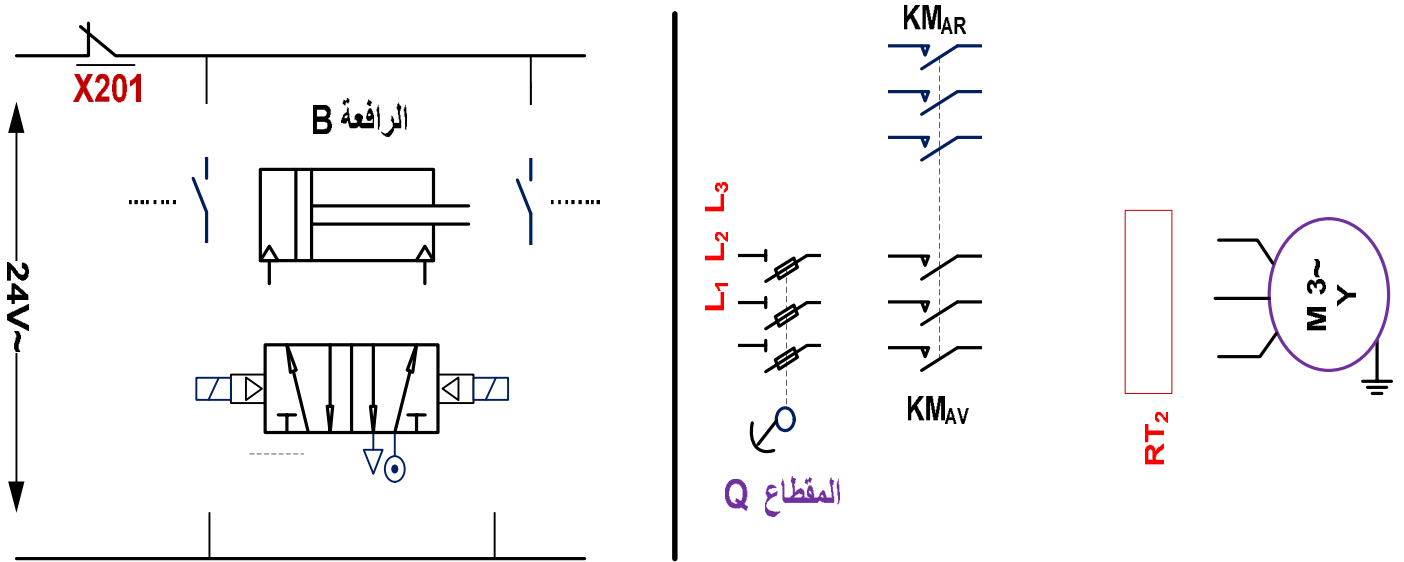 X201
الرافعة B
24V~
KMAR
L3
L2
L1
KMAV
المقطاع Q
RT2
M 3~
Y